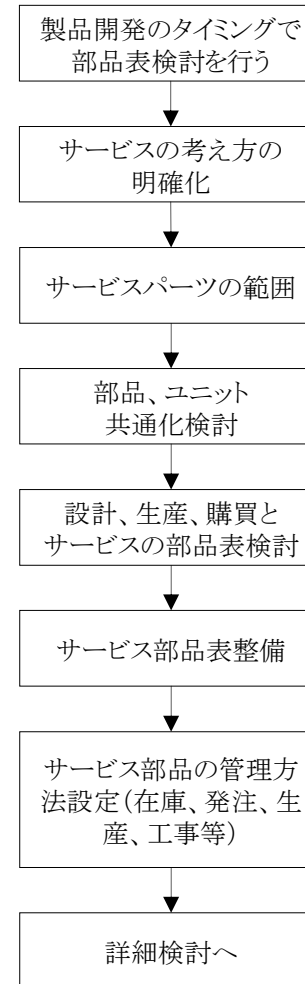 製品開発のタイミングで
部品表検討を行う
サービスの考え方の
明確化
サービスパーツの範囲
部品、ユニット
共通化検討
設計、生産、購買と
サービスの部品表検討
サービス部品表整備
サービス部品の管理方
法設定(在庫、発注、生
産、工事等)
詳細検討へ